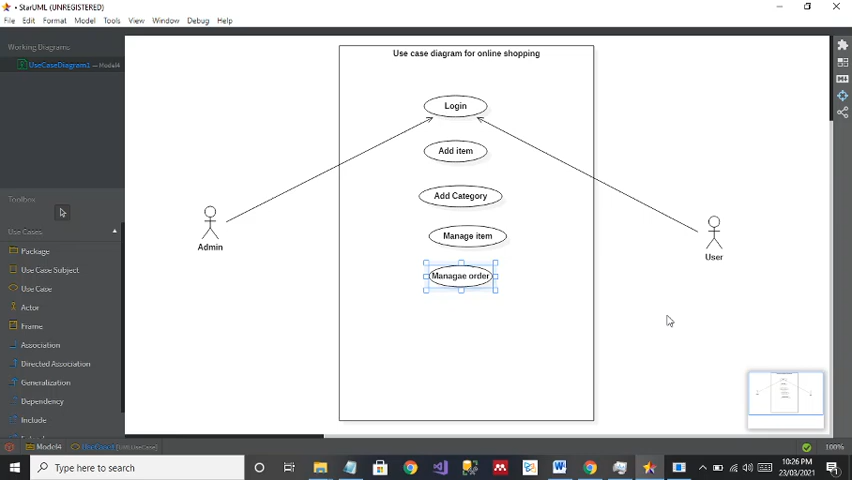 StarUML (UNREGISTERED)
File Edit Format Model Tools View Window Debug Help
Working Diagrams
UseCaseDiagram1 — Model4
Use case diagram for online shopping
Login
Add item
Add Category
Manage item
Managae order
Admin
User
Toolbox
Use Cases
Package
Use Case Subject
Use Case
Actor
Frame
Association
Directed Association
Generalization
Dependency
Include
Model4
100%
Type here to search
10:26 PM
23/03/2021